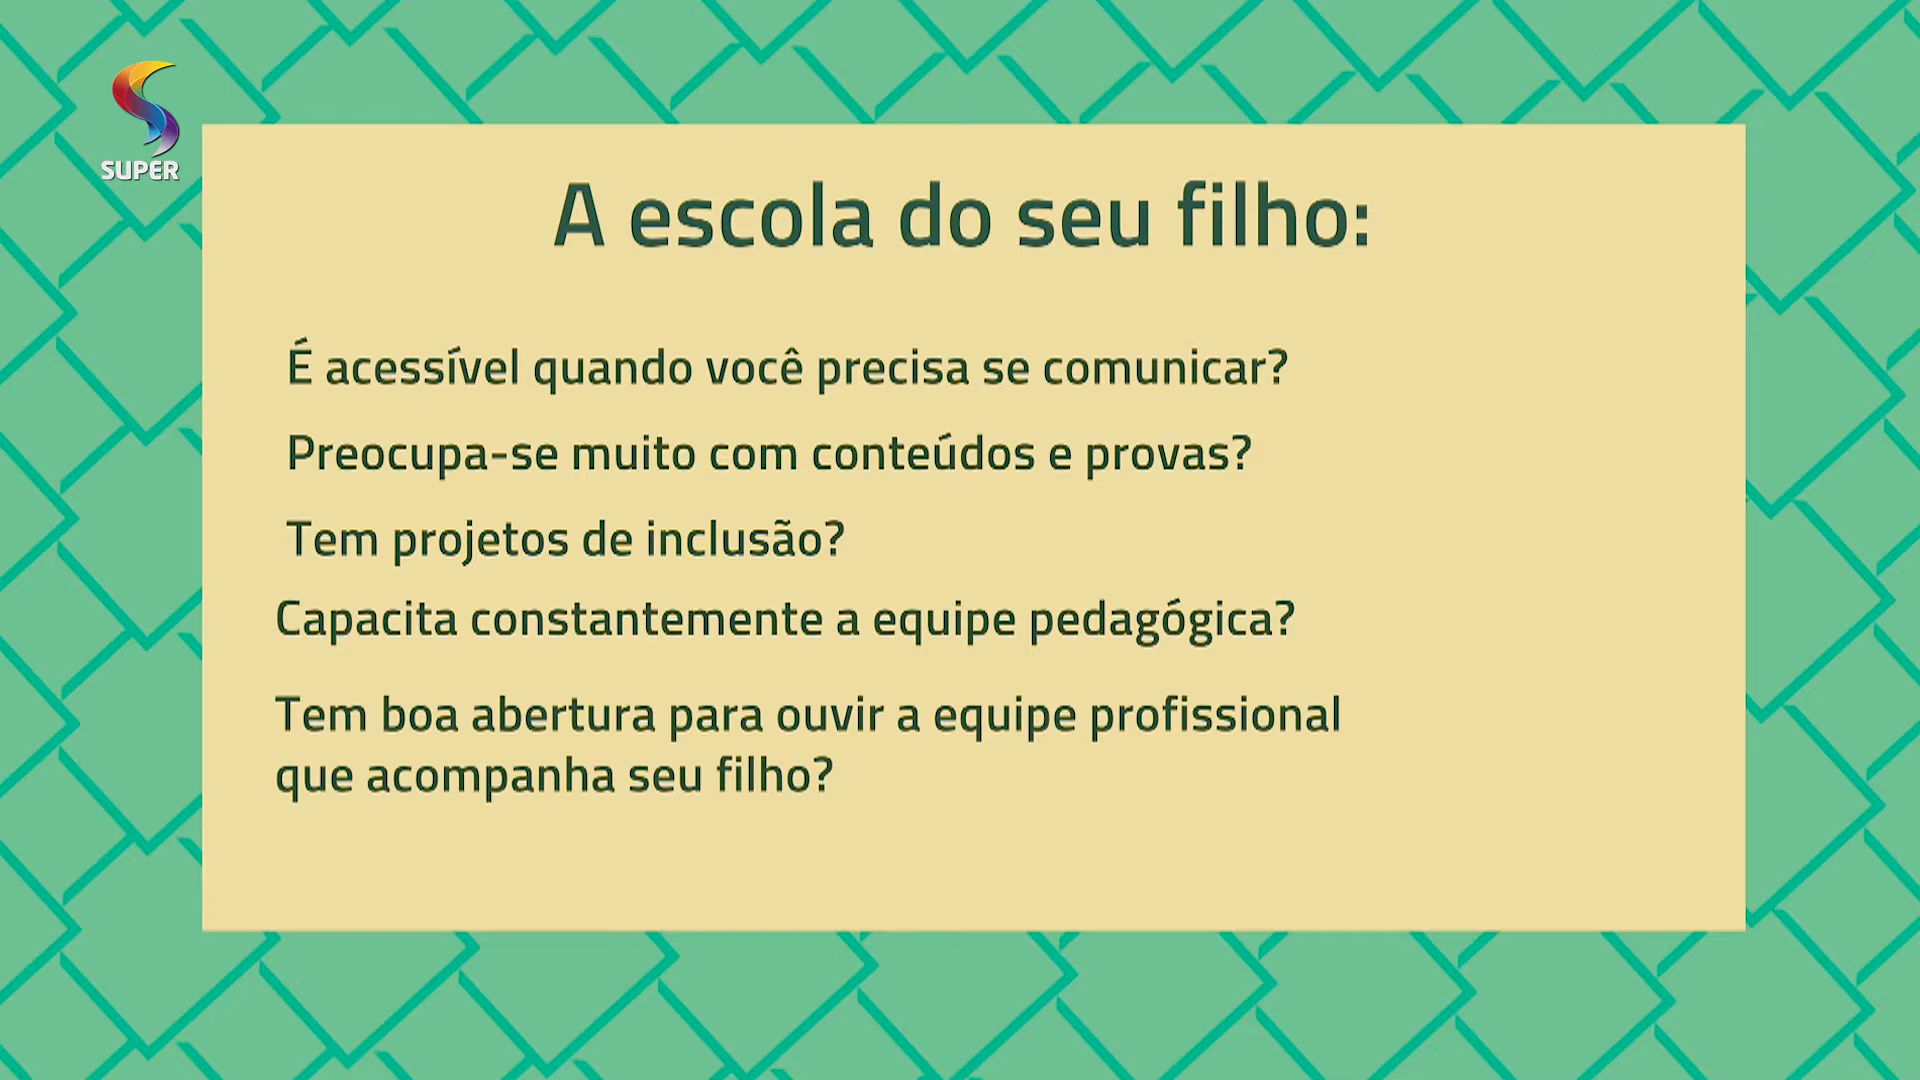 SUPER
A escola do seu filho:
É acessível quando você precisa se comunicar?
Preocupa-se muito com conteúdos e provas?
Tem projetos de inclusão?
Capacita constantemente a equipe pedagógica?
Tem boa abertura para ouvir a equipe profissional
que acompanha seu filho?